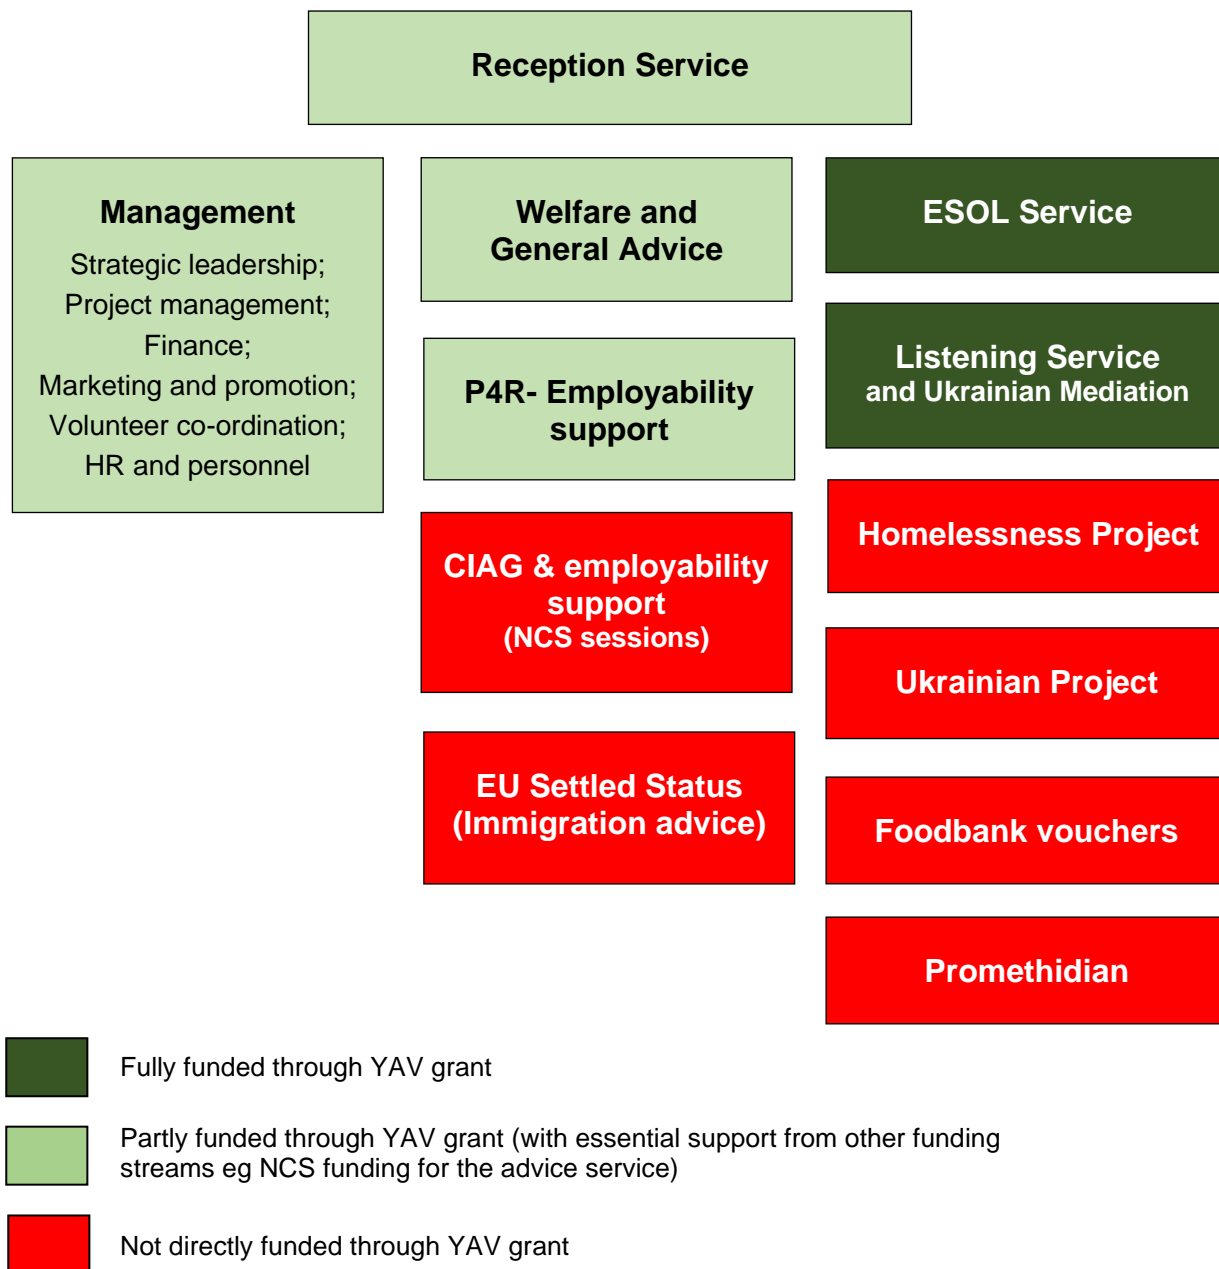 Reception Service
Management
Strategic leadership;
Project management;
Finance;
Marketing and promotion;
Volunteer co-ordination;
HR and personnel
Welfare and
General Advice
P4R- Employability
support
CIAG & employability
support
(NCS sessions)
EU Settled Status
(Immigration advice)
ESOL Service
Listening Service
and Ukrainian Mediation
Homelessness Project
Ukrainian Project
Foodbank vouchers
Promethidian
Fully funded through YAV grant
Partly funded through YAV grant (with essential support from other funding
streams eg NCS funding for the advice service)
Not directly funded through YAV grant